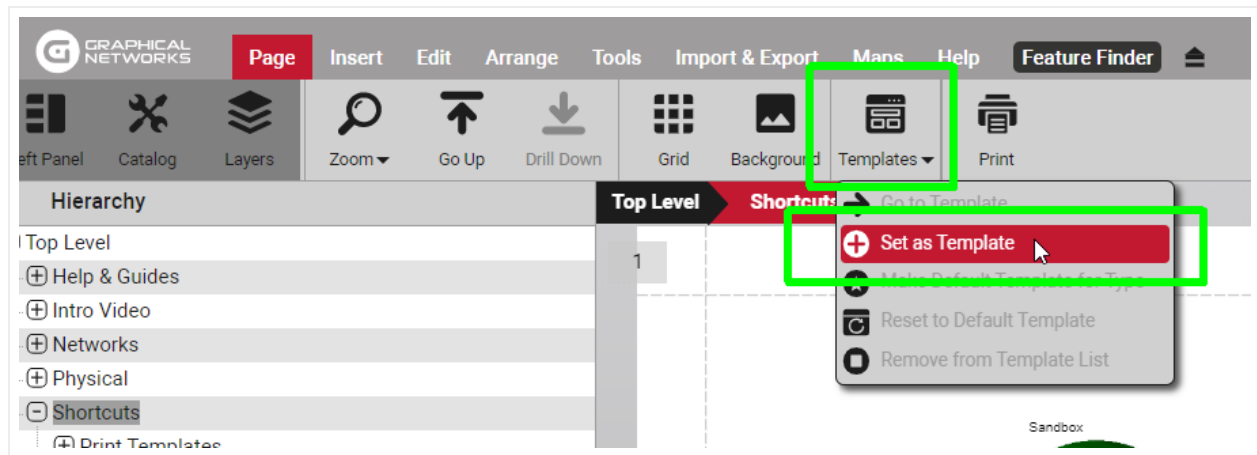 GRAPHICAL
NETWORKS
Page Insert Edit Arrange Tools Import & Export Maps Help Feature Finder
eft Panel Catalog Layers Zoom Go Up Drill Down Grid Background Templates Print
Hierarchy
Top Level Shortcuts
Go to Template
Top Level
Set as Template
1
Help & Guides
Make Default Template for Type
Intro Video
Reset to Default Template
Networks
Remove from Template List
Physical
Shortcuts
Sandbox
Print Templates